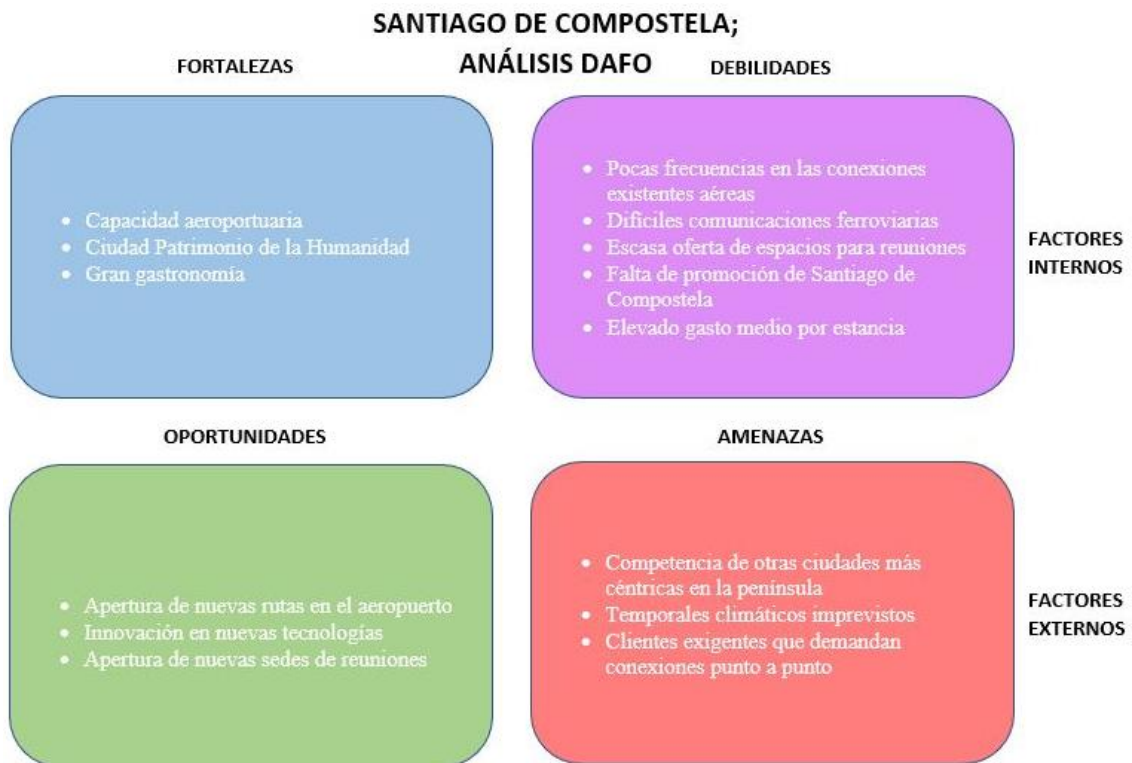 SANTIAGO DE COMPOSTELA;
ANÁLISIS DAFO
FORTALEZAS
• Capacidad aeroportuaria
• Ciudad Patrimonio de la Humanidad
• Gran gastronomía
DEBILIDADES
• Pocas frecuencias en las conexiones
existentes aéreas
• Difíciles comunicaciones ferroviarias
• Escasa oferta de espacios para reuniones
• Falta de promoción de Santiago de
Compostela
• Elevado gasto medio por estancia
FACTORES
INTERNOS
OPORTUNIDADES
• Apertura de nuevas rutas en el aeropuerto
• Innovación en nuevas tecnologías
• Apertura de nuevas sedes de reuniones
AMENAZAS
• Competencia de otras ciudades más
céntricas en la península
• Temporales climáticos imprevistos
• Clientes exigentes que demandan
conexiones punto a punto
FACTORES
EXTERNOS